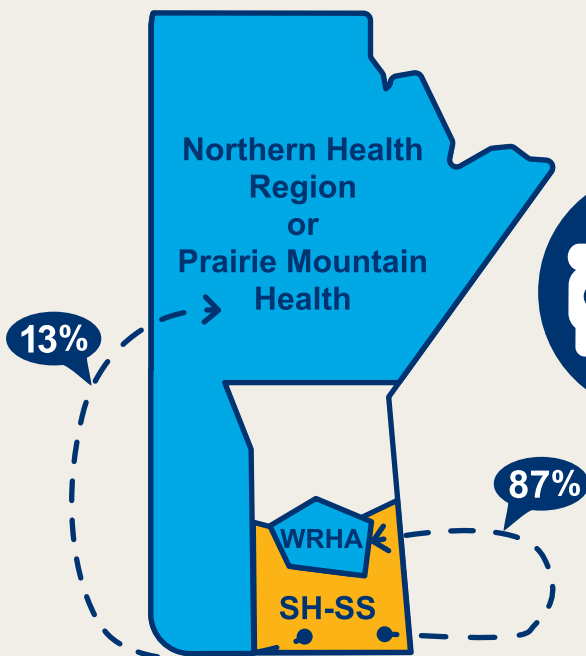 Northern Health
Region
or
Prairie Mountain
Health
13%
87%
WRHA
SH-SS